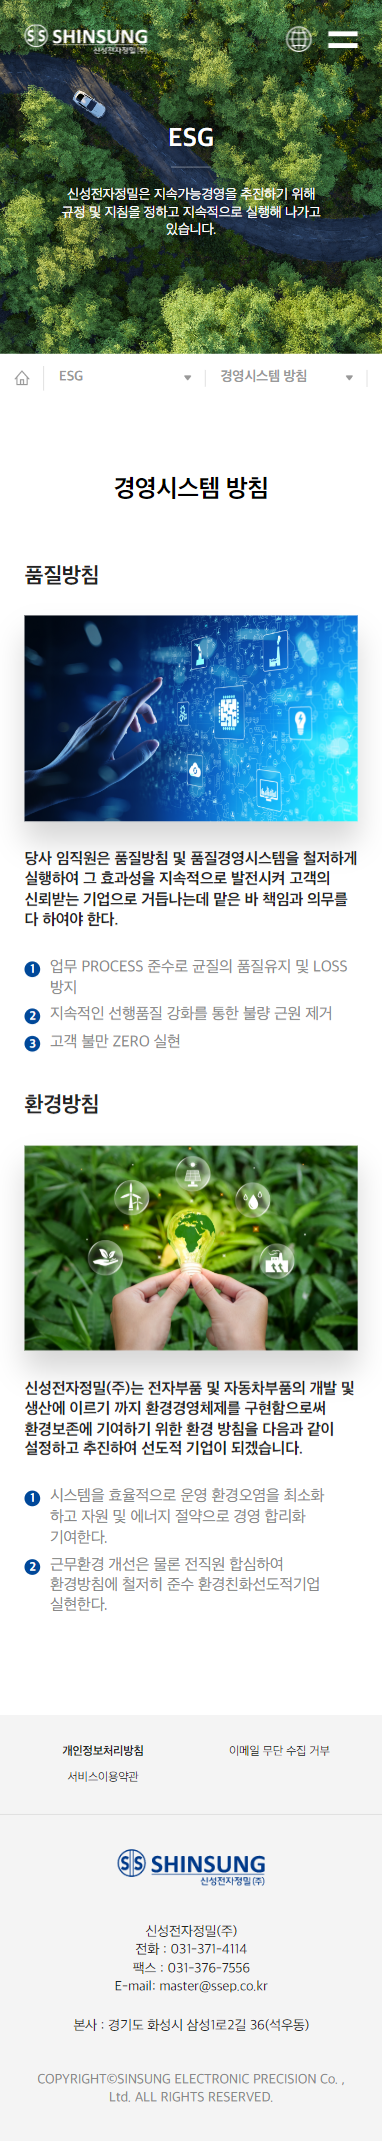 SHINSUNG
신성전자정밀(주)
ESG
신성전자정밀은 지속가능경영을 추진하기 위해
규정 및 지침을 정하고 지속적으로 실행해 나가고
있습니다.
ESG
경영시스템 방침
경영시스템 방침
품질방침
당사 임직원은 품질방침 및 품질경영시스템을 철저하게
실행하여 그 효과성을 지속적으로 발전시켜 고객의
신뢰받는 기업으로 거듭나는데 맡은 바 책임과 의무를
다 하여야 한다.
1 업무 PROCESS 준수로 균질의 품질유지 및 LOSS
방지
2 지속적인 선행품질 강화를 통한 불량 근원 제거
3 고객 불만 ZERO 실현
환경방침
신성전자정밀(주)는 전자부품 및 자동차부품의 개발 및
생산에 이르기 까지 환경경영체제를 구현함으로써
환경보존에 기여하기 위한 환경 방침을 다음과 같이
설정하고 추진하여 선도적 기업이 되겠습니다.
1 시스템을 효율적으로 운영 환경오염을 최소화
하고 자원 및 에너지 절약으로 경영 합리화
기여한다.
2 근무환경 개선은 물론 전직원 합심하여
환경방침에 철저히 준수 환경친화선도적기업
실현한다.
개인정보처리방침
이메일 무단 수집 거부
서비스이용약관
SHINSUNG
신성전자정밀(주)
신성전자정밀(주)
전화 : 031-371-4114
팩스 : 031-376-7556
E-mail: master@ssep.co.kr
본사 : 경기도 화성시 삼성1로2길 36(석우동)
COPYRIGHT©SINSUNG ELECTRONIC PRECISION Co. ,
Ltd. ALL RIGHTS RESERVED.